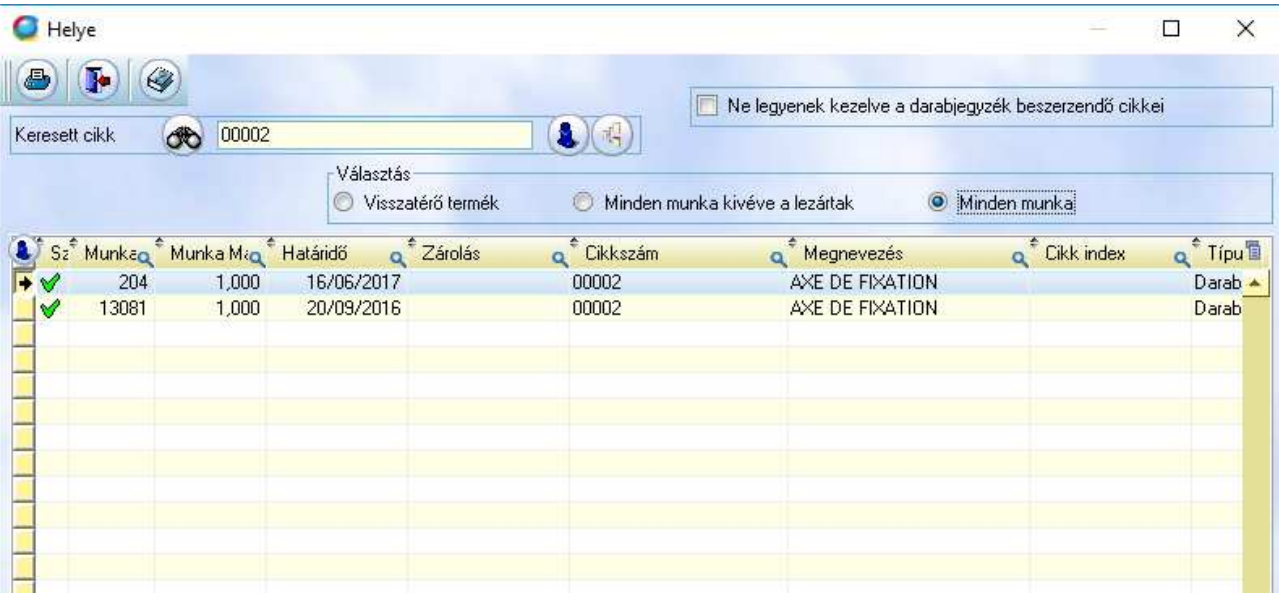 Helye
Ne legyenek kezelve a darabjegyzék beszerzendő cikkei
Keresett cikk 00002
Választás
Visszatérő termék Minden munka kivéve a lezártak Minden munka
Sz Munka Munka Ma Határidő Zárolás Cikkszám Megnevezés Cikk index Típu
204 1,000 16/06/2017 00002 AXE DE FIXATION Darab
13081 1,000 20/09/2016 00002 AXE DE FIXATION Darab